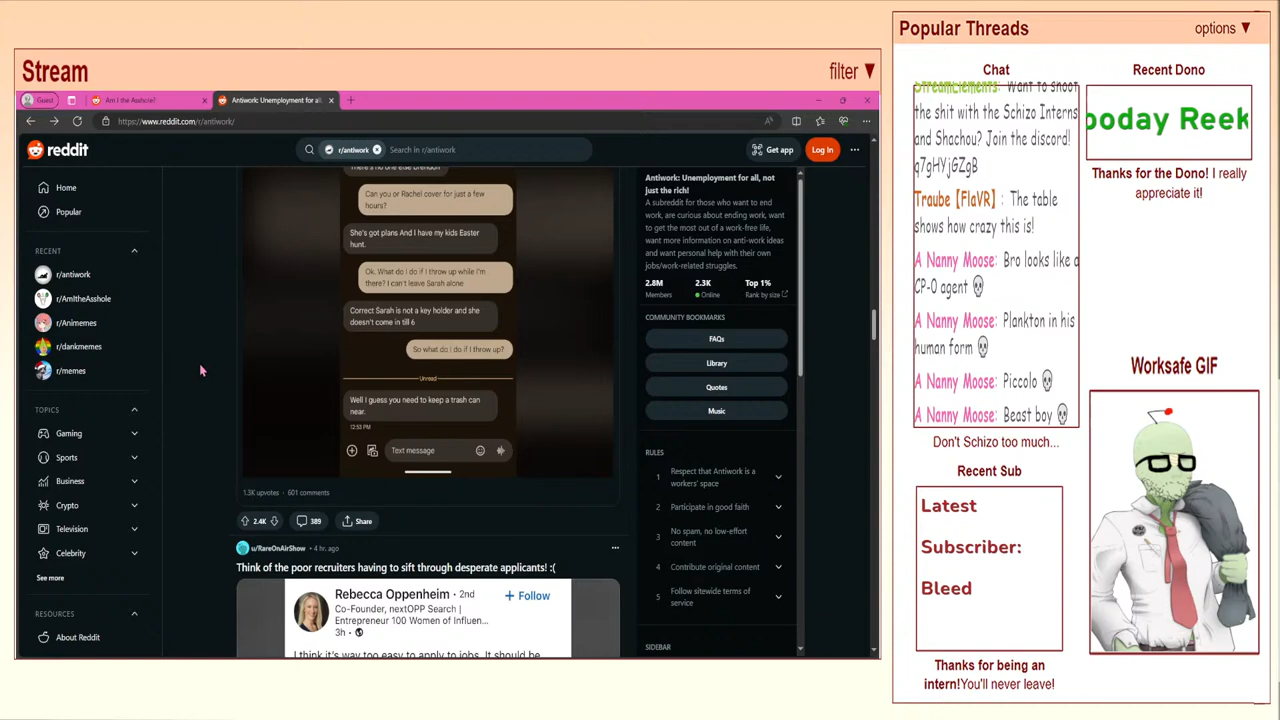 Stream
filter ▼
Guest
Am I the Asshole?
Antiwork: Unemployment for all,
https://www.reddit.com/r/antiwork/
reddit
r/antiwork
Search in r/antiwork
Get app
Log In
Home
Popular
RECENT
r/antiwork
r/AmItheAsshole
r/Animemes
r/dankmemes
r/memes
TOPICS
Gaming
Sports
Business
Crypto
Television
Celebrity
See more
RESOURCES
About Reddit
There's no one else Brendon
Can you or Rachel cover for just a few
hours?
She's got plans And I have my kids Easter
hunt.
Ok. What do I do if I throw up while I'm
there? I can't leave Sarah alone
Correct Sarah is not a key holder and she
doesn't come in till 6
So what do I do if I throw up?
Unread
Well I guess you need to keep a trash can
near.
12:53 PM
Text message
1.3K upvotes · 601 comments
2.4K
389
Share
u/RareOnAirShow • 4 hr. ago
Think of the poor recruiters having to sift through desperate applicants! :(
Rebecca Oppenheim • 2nd
Co-Founder, nextOPP Search |
Entrepreneur 100 Women of Influen...
3h •
+ Follow
I think it's way too easy to apply to jobs. It should be
Antiwork: Unemployment for all, not
just the rich!
A subreddit for those who want to end
work, are curious about ending work, want
to get the most out of a work-free life,
want more information on anti-work ideas
and want personal help with their own
jobs/work-related struggles.
2.8M
Members
2.3K
Online
Top 1%
Rank by size
COMMUNITY BOOKMARKS
FAQs
Library
Quotes
Music
RULES
1 Respect that Antiwork is a
workers' space
2 Participate in good faith
3 No spam, no low-effort
content
4 Contribute original content
5 Follow sitewide terms of
service
SIDEBAR
Popular Threads
options ▼
Chat
StreamElements: Want to shoot
the shit with the Schizo Interns
and Shachou? Join the discord!
q7gHYjGZgB
Traube【FlaVR】: The table
shows how crazy this is!
A Nanny Moose: Bro looks like a
CP-0 agent 💀
A Nanny Moose: Plankton in his
human form 💀
A Nanny Moose: Piccolo 💀
A Nanny Moose: Beast boy 💀
Don't Schizo too much...
Recent Sub
Latest
Subscriber:
Bleed
Thanks for being an
intern!You'll never leave!
Recent Dono
ooday Reek
Thanks for the Dono! I really
appreciate it!
Worksafe GIF